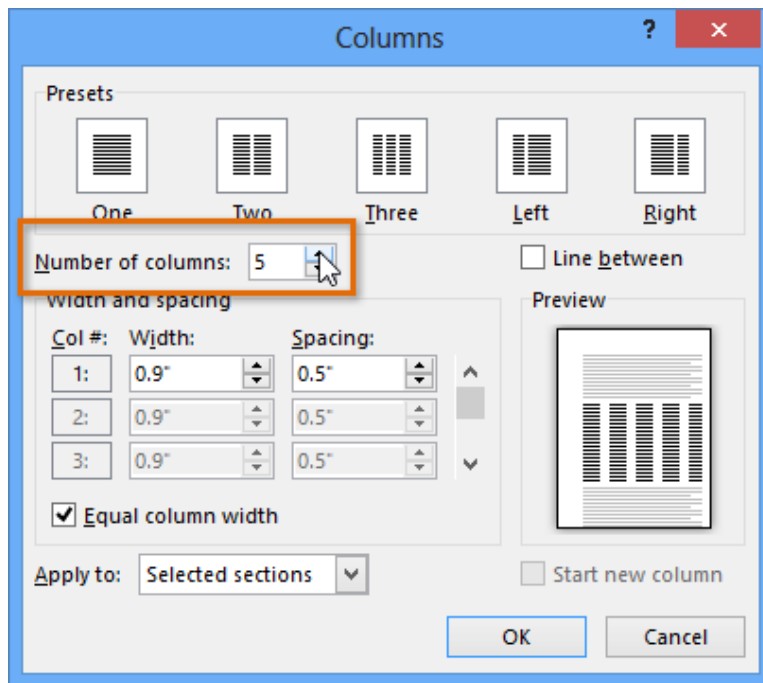 Columns ?
Presets
One Two Three Left Right
Number of columns: 5 Line between
Width and spacing Preview
Col #: Width: Spacing:
1: 0.9" 0.5"
2: 0.9" 0.5"
3: 0.9" 0.5"
Equal column width
Apply to: Selected sections Start new column
OK Cancel